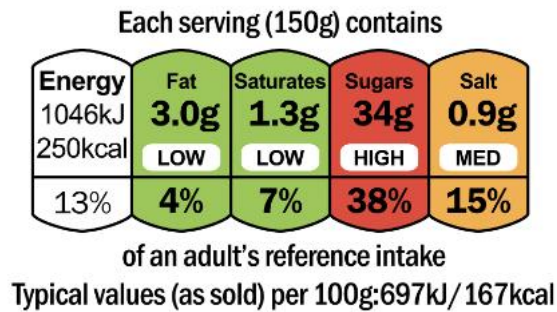 Each serving (150g) contains
Energy
1046kJ
250kcal
13%
Fat
3.0g
LOW
4%
Saturates
1.3g
LOW
7%
Sugars
34g
HIGH
38%
Salt
0.9g
MED
15%
of an adult's reference intake
Typical values (as sold) per 100g:697kJ/167kcal